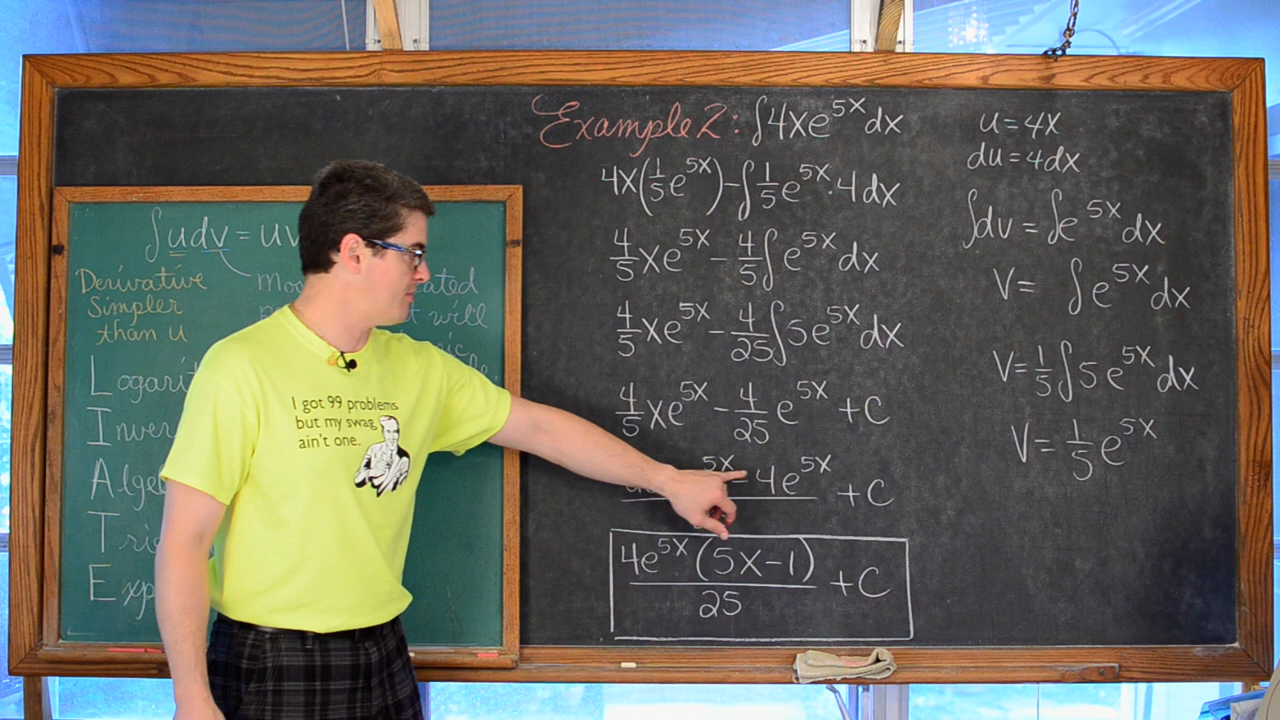 Example 2: ∫4xe^{5x}dx
4x(1/5 e^{5x}) − ∫1/5 e^{5x}·4dx
4/5 xe^{5x} − 4/5 ∫e^{5x}dx
4/5 xe^{5x} − 4/25 ∫5e^{5x}dx
4/5 xe^{5x} − 4/25 e^{5x} + C
5x − 4e^{5x} + C
4e^{5x}(5x−1)/25 + C
u = 4x
du = 4dx
∫dv = ∫e^{5x}dx
V = ∫e^{5x}dx
V = 1/5 ∫5e^{5x}dx
V = 1/5 e^{5x}
∫udv = uv
Derivative
Simpler
than u
will
L
I
A
T
E
I got 99 problems
but my swag
ain't one.